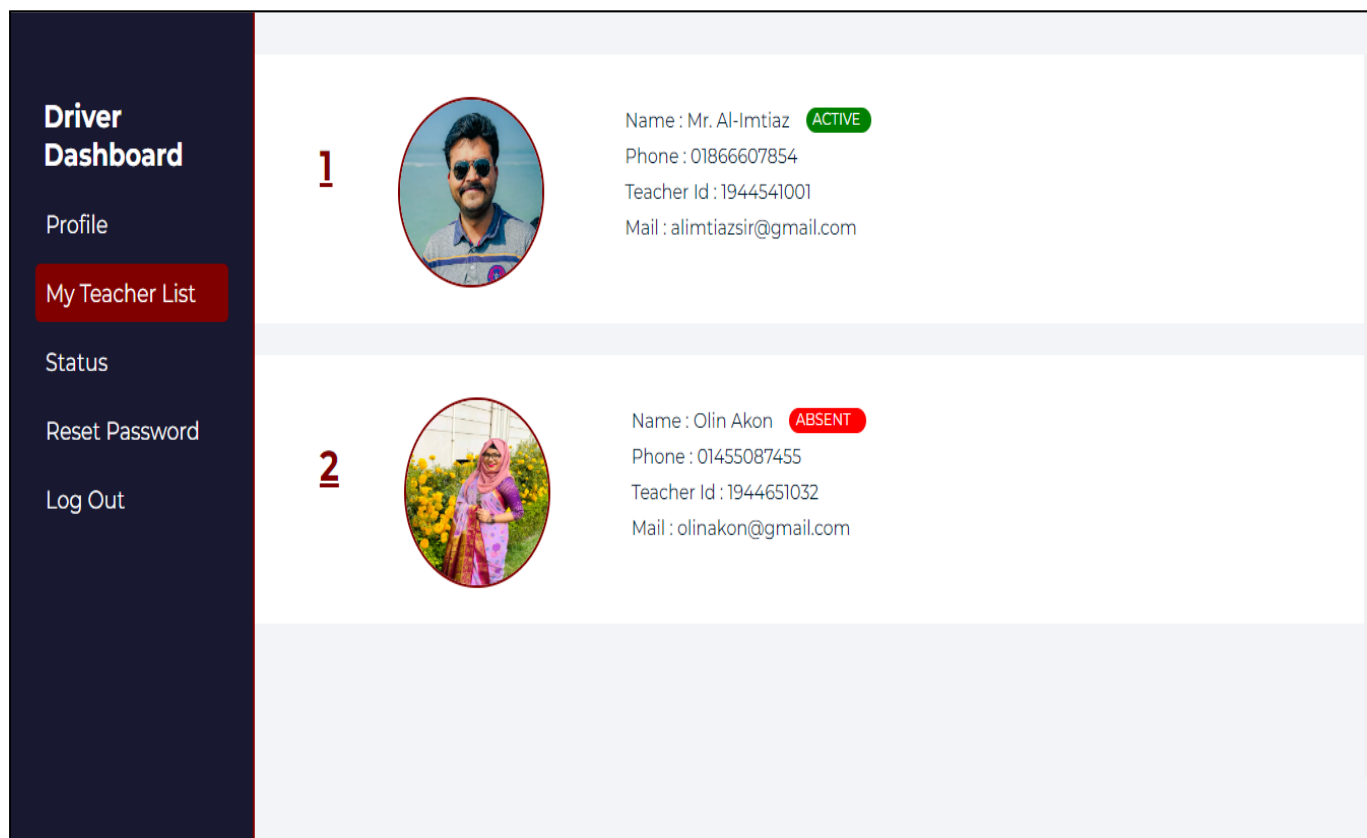 Driver
Dashboard
Profile
My Teacher List
Status
Reset Password
Log Out
1
Name : Mr. Al-Imtiaz ACTIVE
Phone : 01866607854
Teacher Id : 1944541001
Mail : alimtiazsir@gmail.com
2
Name : Olin Akon ABSENT
Phone : 01455087455
Teacher Id : 1944651032
Mail : olinakon@gmail.com